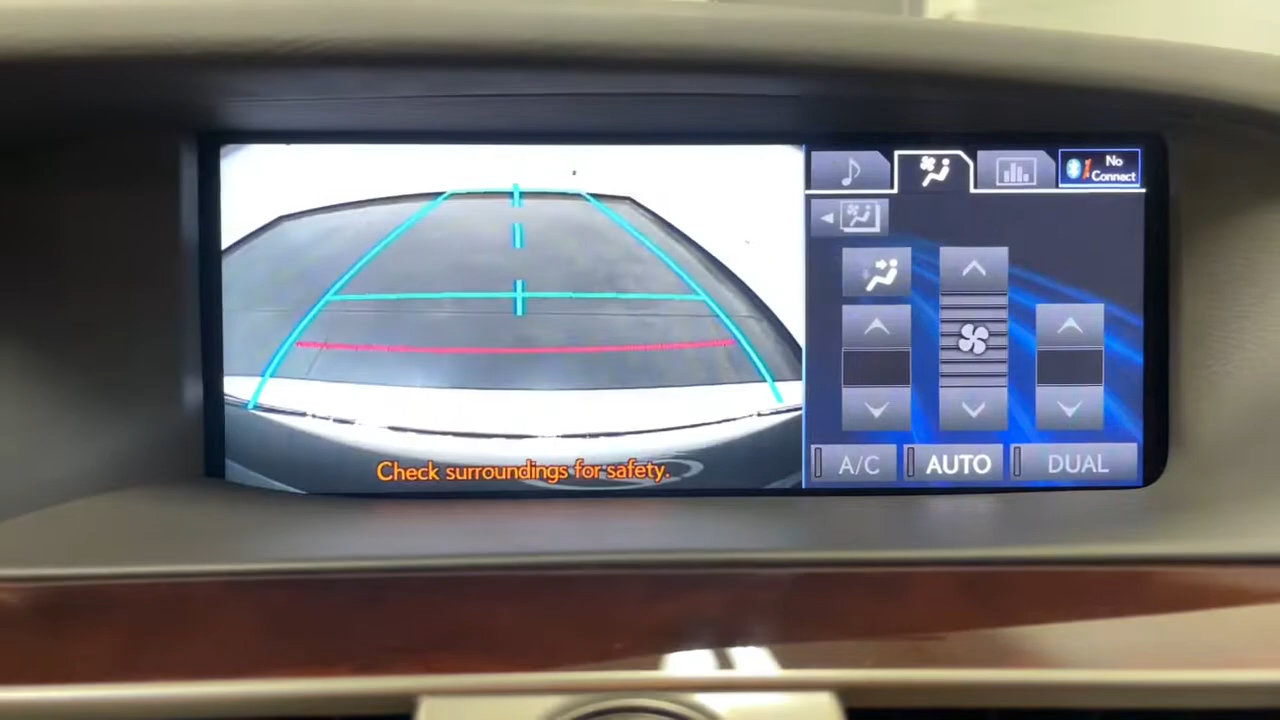 No
Connect
A/C
AUTO
DUAL
Check surroundings for safety.